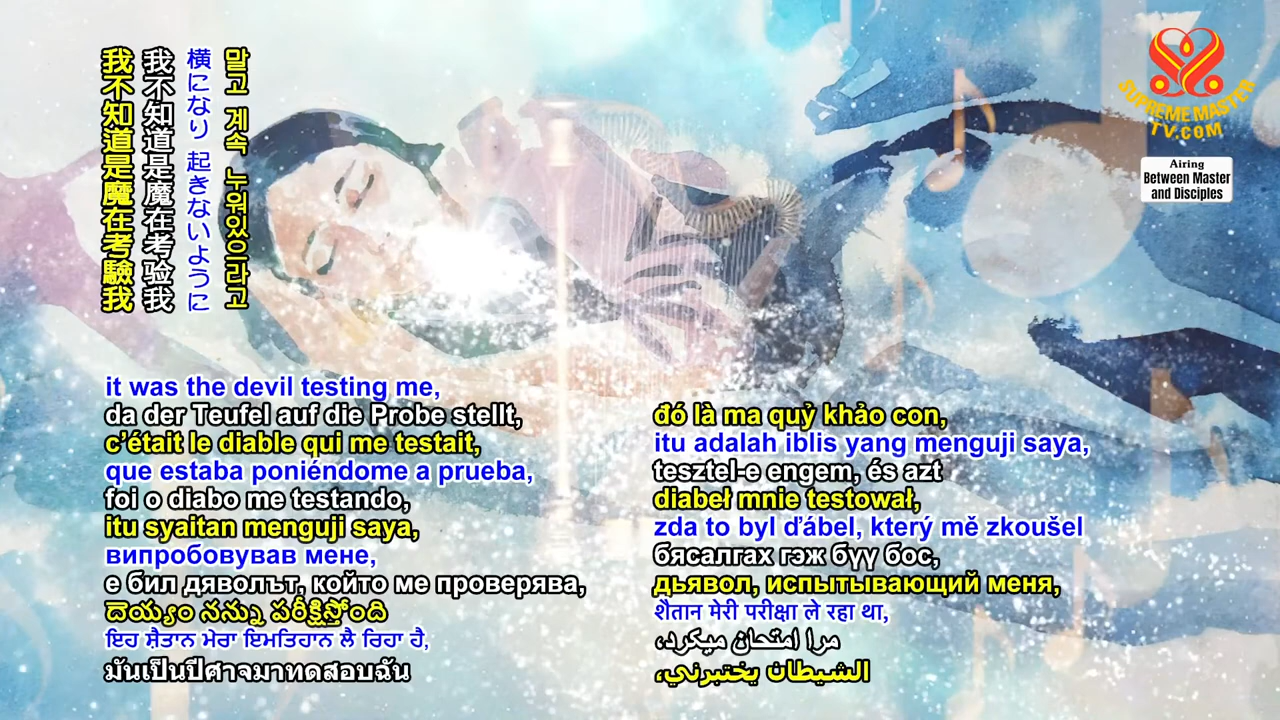 我不知道是魔在考驗我
我不知道是魔在考验我
横になり 起きないように
말고 계속 누워있으라고
SUPREME MASTER
TV.COM
Airing
Between Master
and Disciples
it was the devil testing me,
da der Teufel auf die Probe stellt,
c'était le diable qui me testait,
que estaba poniéndome a prueba,
foi o diabo me testando,
itu syaitan menguji saya,
випробовував мене,
е бил дяволът, който ме проверява,
దెయ్యం నన్ను పరీక్షిస్తోంది
ਇਹ ਸ਼ੈਤਾਨ ਮੇਰਾ ਇਮਤਿਹਾਨ ਲੈ ਰਿਹਾ ਹੈ,
มันเป็นปีศาจมาทดสอบฉัน
đó là ma quỷ khảo con,
itu adalah iblis yang menguji saya,
tesztel-e engem, és azt
diabeł mnie testował,
zda to byl ďábel, který mě zkoušel
бясалгах гэж бүү бос,
дьявол, испытывающий меня,
शैतान मेरी परीक्षा ले रहा था,
مرا امتحان میکرد،
الشيطان يختبرني،